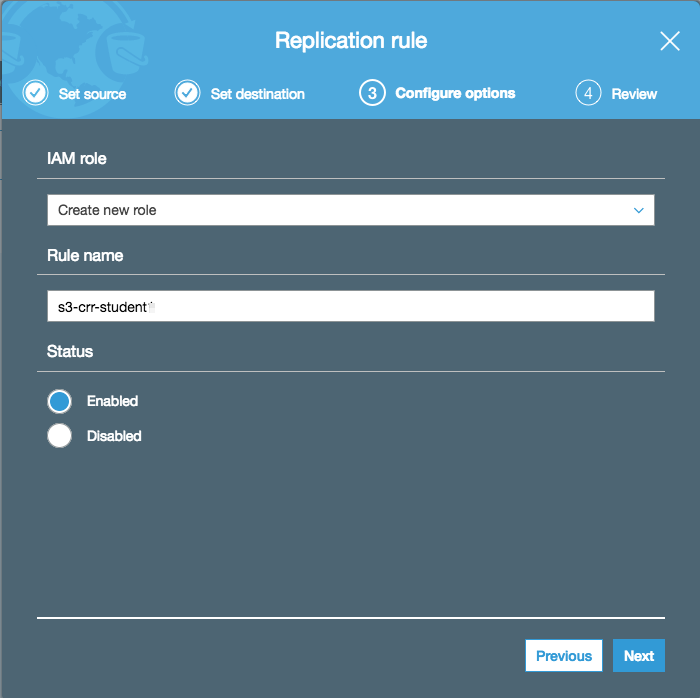 Replication rule
Set source
Set destination
3 Configure options
4 Review
IAM role
Create new role
Rule name
s3-crr-student
Status
Enabled
Disabled
Previous
Next